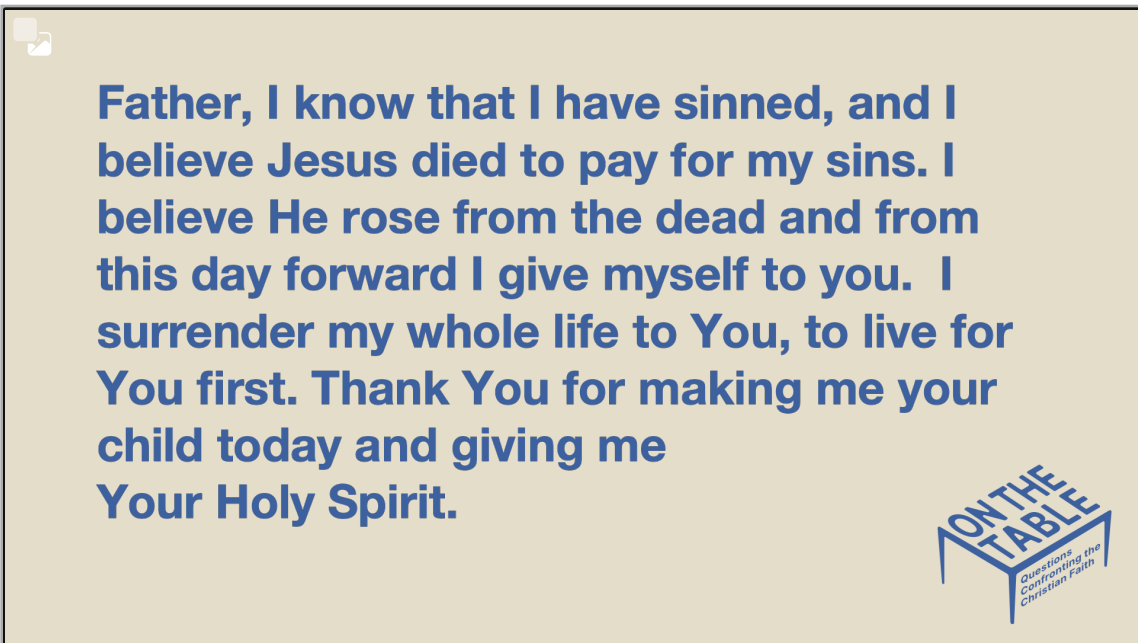 Father, I know that I have sinned, and I
believe Jesus died to pay for my sins. I
believe He rose from the dead and from
this day forward I give myself to you.  I
surrender my whole life to You, to live for
You first. Thank You for making me your
child today and giving me
Your Holy Spirit.
ON THE
TABLE
Questions
Confronting the
Christian Faith